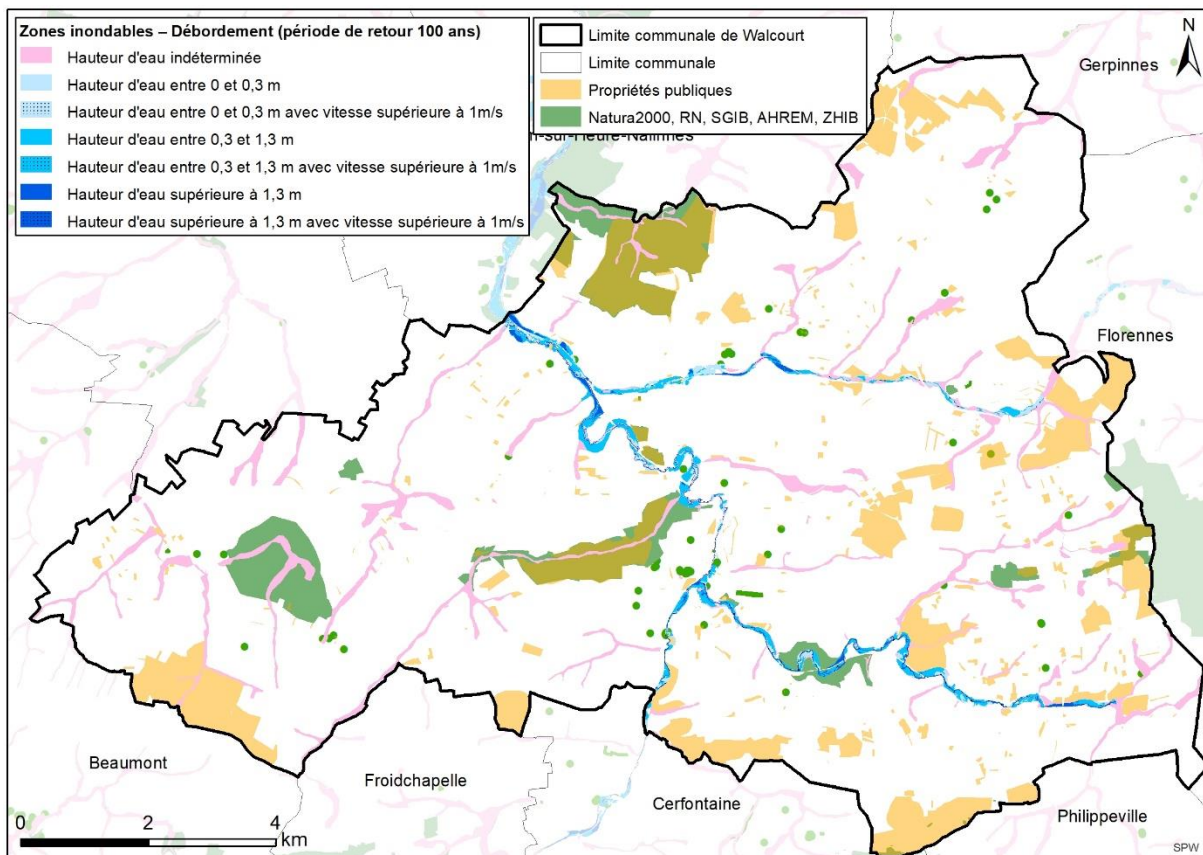 Zones inondables – Débordement (période de retour 100 ans)
Hauteur d'eau indéterminée
Hauteur d'eau entre 0 et 0,3 m
Hauteur d'eau entre 0 et 0,3 m avec vitesse supérieure à 1m/s
Hauteur d'eau entre 0,3 et 1,3 m
Hauteur d'eau entre 0,3 et 1,3 m avec vitesse supérieure à 1m/s
Hauteur d'eau supérieure à 1,3 m
Hauteur d'eau supérieure à 1,3 m avec vitesse supérieure à 1m/s
Limite communale de Walcourt
Limite communale
Propriétés publiques
Natura2000, RN, SGIB, AHREM, ZHIB
N
Gerpinnes
-sur-Heure-Nalinnes
Florennes
Beaumont
Froidchapelle
Cerfontaine
Philippeville
0 2 4
km
SPW